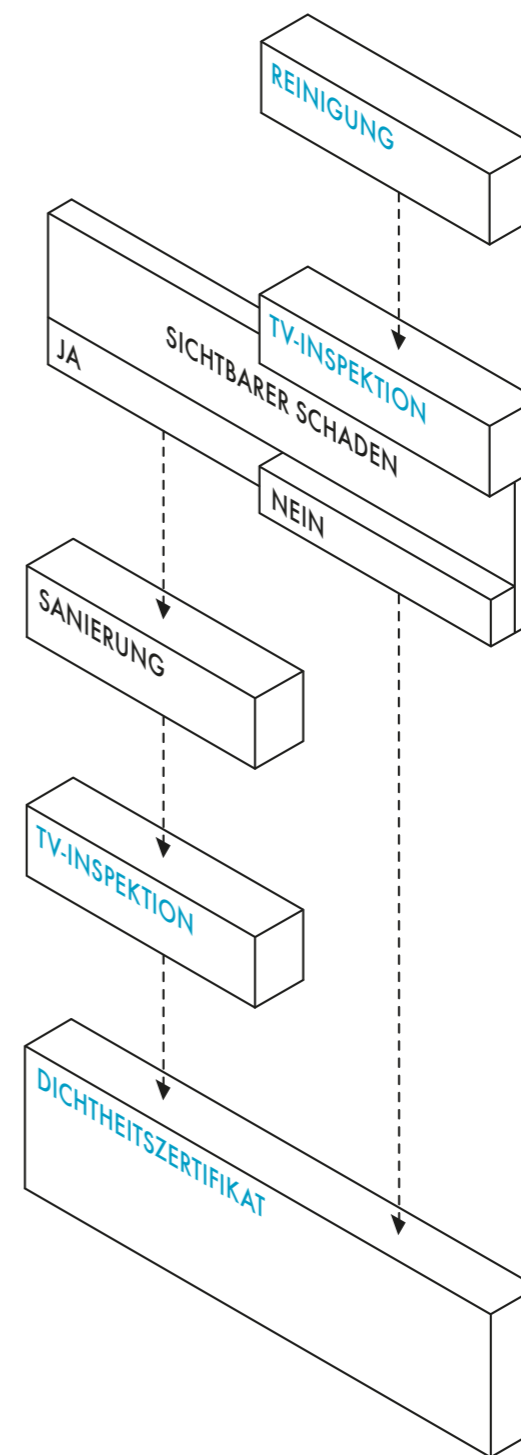 REINIGUNG
TV-INSPEKTION
SICHTBARER SCHADEN
JA
NEIN
SANIERUNG
TV-INSPEKTION
DICHTHEITSZERTIFIKAT